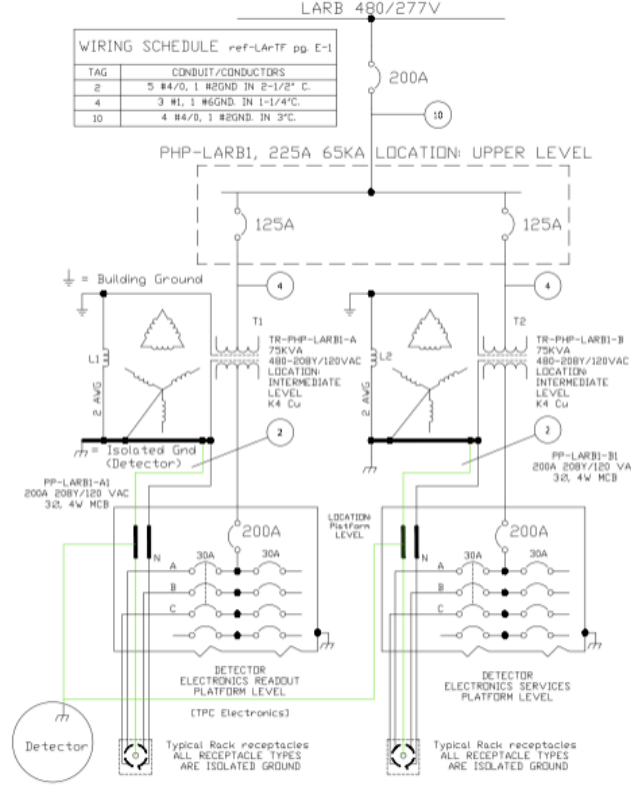 LARB 480/277V
WIRING SCHEDULE ref-LArTF pg. E-1
TAG CONDUIT/CONDUCTORS
2 5 #4/0, 1 #2GND IN 2-1/2" C.
4 3 #1, 1 #6GND. IN 1-1/4"C.
10 4 #4/0, 1 #2GND. IN 3"C.
200A
10
PHP-LARB1, 225A 65KA LOCATION: UPPER LEVEL
125A
125A
4
4
= Building Ground
T1
TR-PHP-LARB1-A
75KVA
480-208Y/120VAC
LOCATION:
INTERMEDIATE
LEVEL
K4 Cu
T2
TR-PHP-LARB1-B
75KVA
480-208Y/120VAC
LOCATION:
INTERMEDIATE
LEVEL
K4 Cu
L1
2 AWG
L2
2 AWG
2
2
= Isolated Gnd
(Detector)
PP-LARB1-A1
200A 208Y/120 VAC
3Ø, 4W MCB
PP-LARB1-B1
200A 208Y/120 VA
3Ø, 4W MCB
LOCATION:
Platform
LEVEL
200A
N
30A 30A
A
B
C
200A
N
30A 30A
A
B
C
DETECTOR
ELECTRONICS READOUT
PLATFORM LEVEL
[TPC Electronics]
DETECTOR
ELECTRONICS SERVICES
PLATFORM LEVEL
Detector
Typical Rack receptacles
ALL RECEPTACLE TYPES
ARE ISOLATED GROUND
Typical Rack receptacles
ALL RECEPTACLE TYPES
ARE ISOLATED GROUND